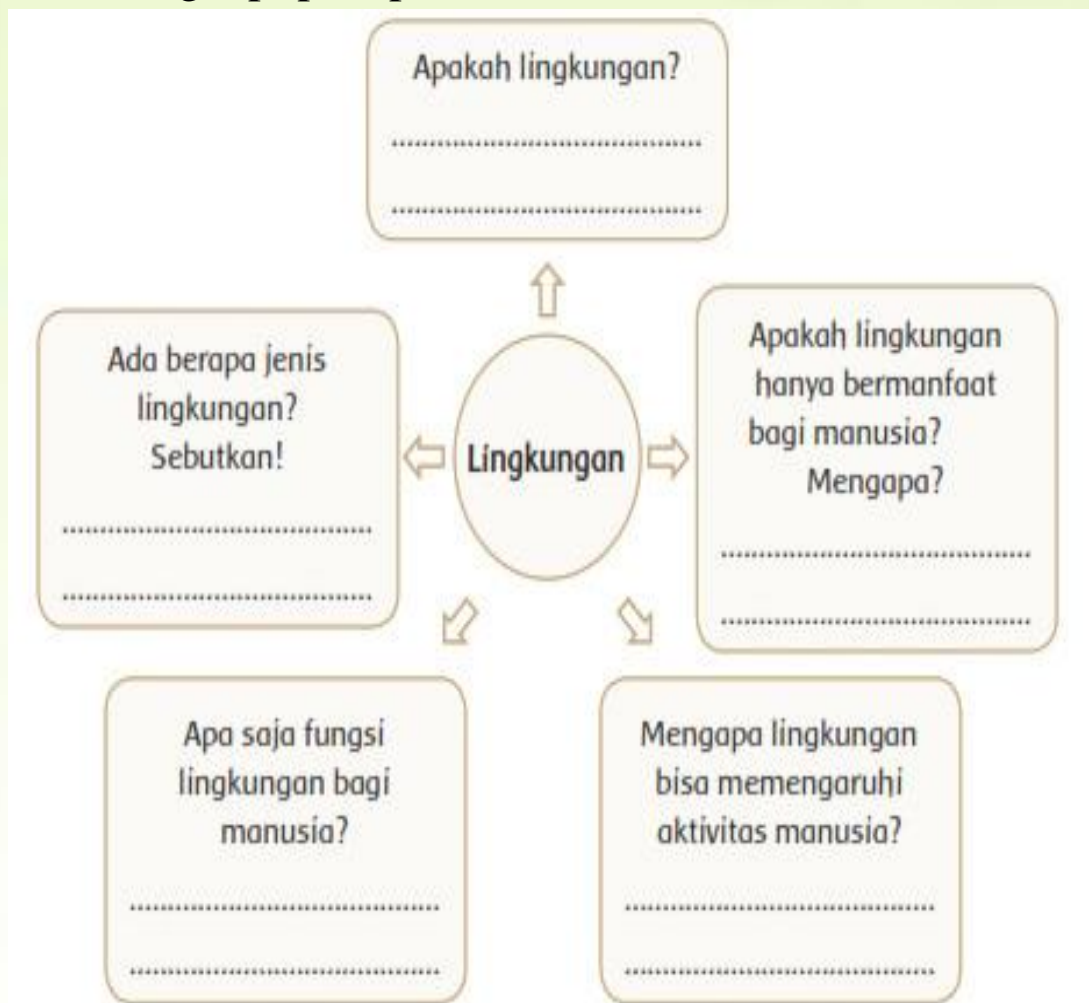 Apakah lingkungan?
................................................
................................................
Ada berapa jenis
lingkungan?
Sebutkan!
................................................
................................................
Lingkungan
Apakah lingkungan
hanya bermanfaat
bagi manusia?
Mengapa?
................................................
................................................
Apa saja fungsi
lingkungan bagi
manusia?
................................................
................................................
Mengapa lingkungan
bisa memengaruhi
aktivitas manusia?
................................................
................................................